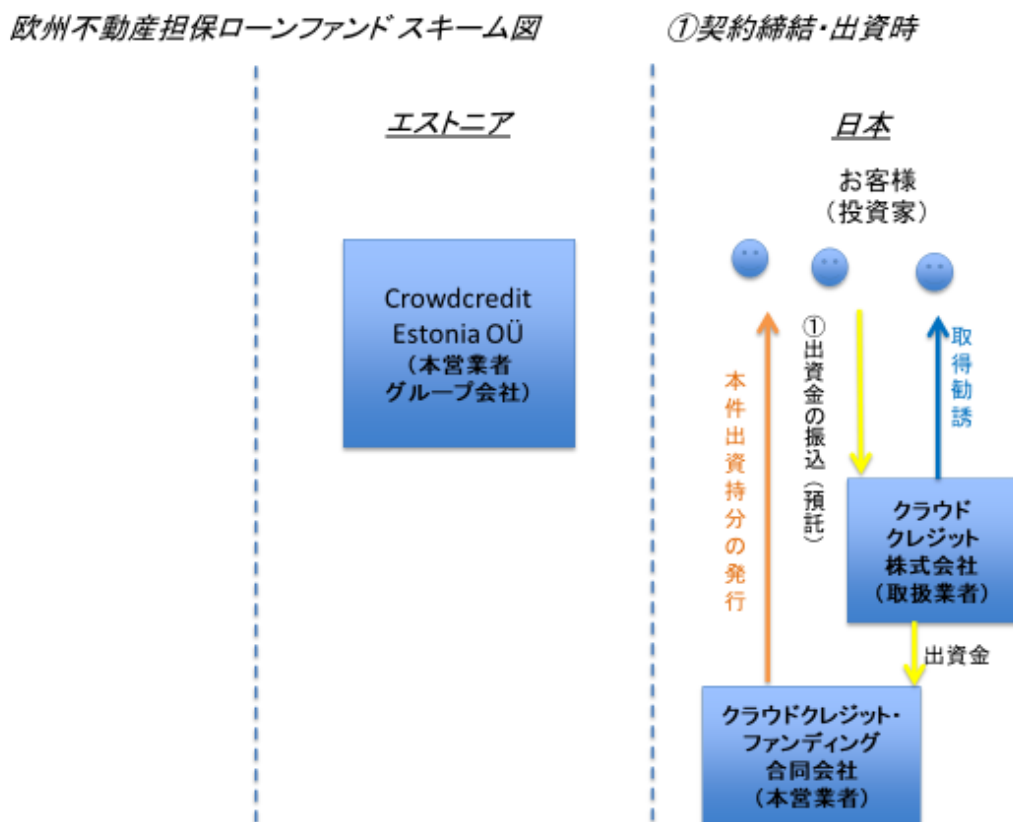 欧州不動産担保ローンファンド スキーム図
①契約締結・出資時
エストニア
日本
お客様
（投資家）
Crowdcredit
Estonia OÜ
（本営業者
グループ会社）
本件出資持分の発行
①出資金の振込（預託）
取得勧誘
クラウド
クレジット
株式会社
（取扱業者）
出資金
クラウドクレジット・
ファンディング
合同会社
（本営業者）